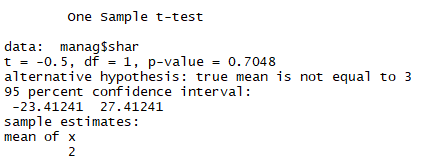 One Sample t-test
data:  manag$shar
t = -0.5, df = 1, p-value = 0.7048
alternative hypothesis: true mean is not equal to 3
95 percent confidence interval:
 -23.41241  27.41241
sample estimates:
mean of x
        2